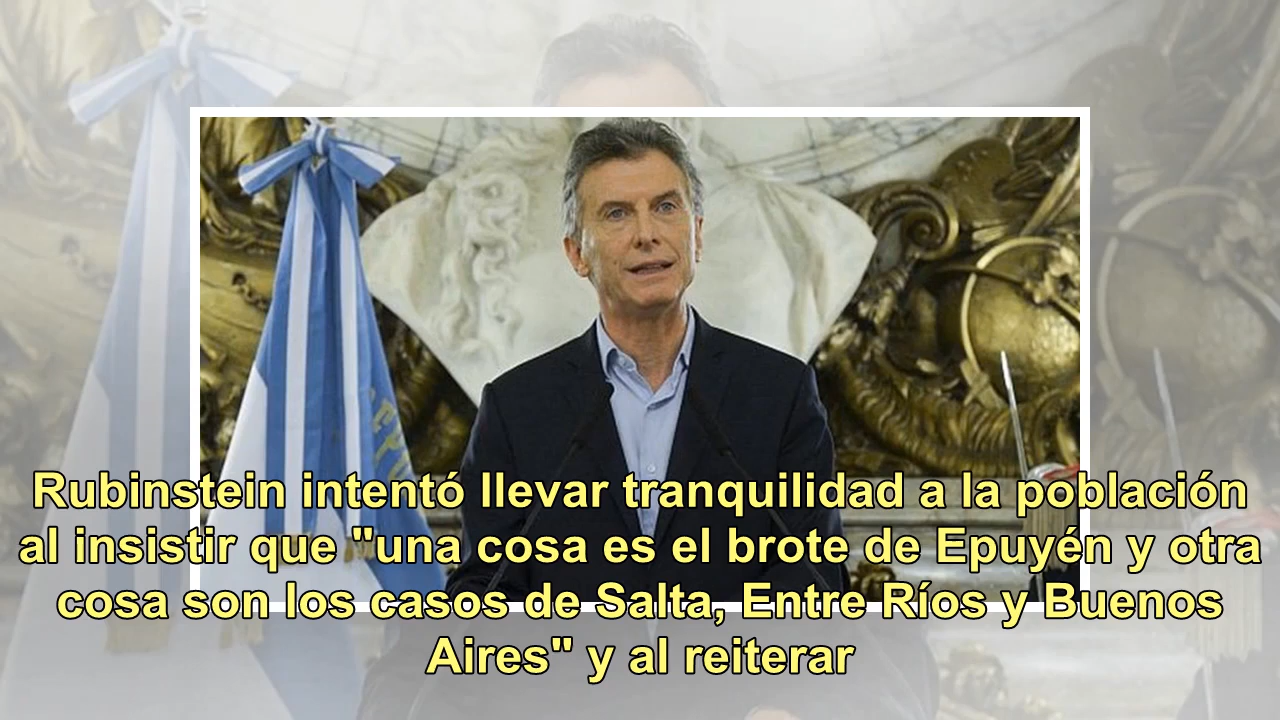 Rubinstein intentó llevar tranquilidad a la población
al insistir que "una cosa es el brote de Epuyén y otra
cosa son los casos de Salta, Entre Ríos y Buenos
Aires" y al reiterar